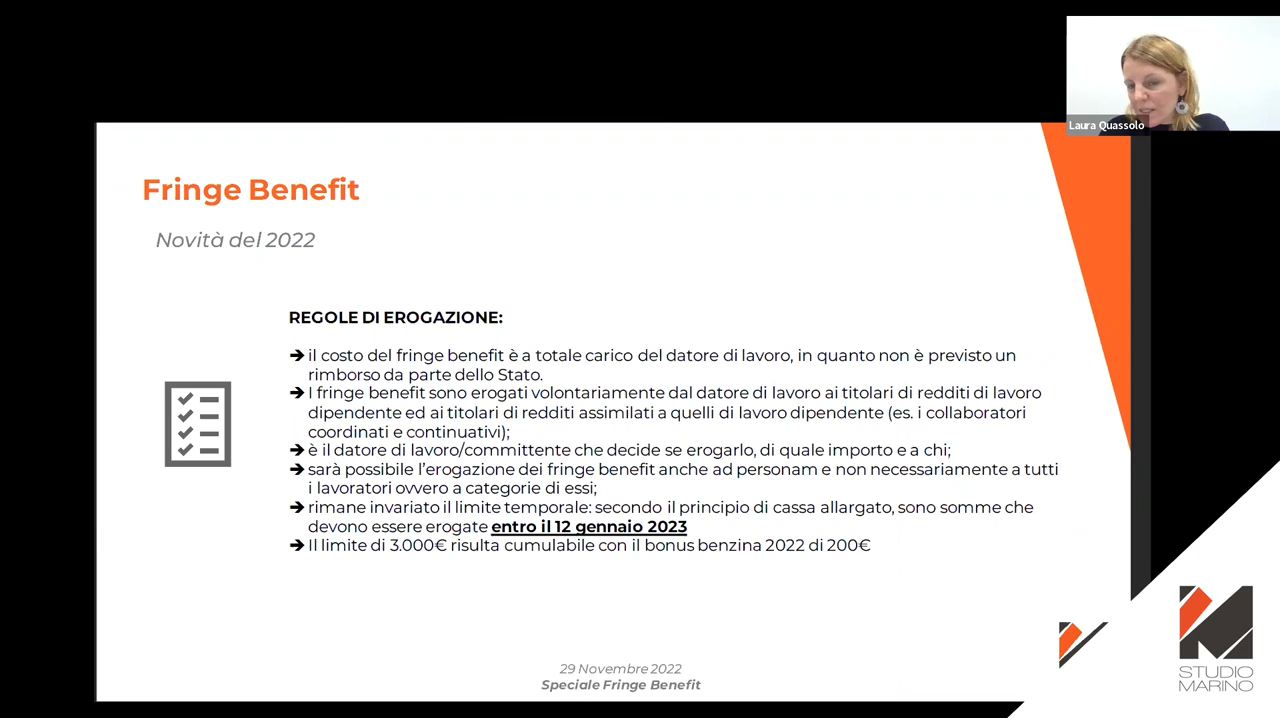 Laura Quassolo
Fringe Benefit
Novità del 2022
REGOLE DI EROGAZIONE:
➔ il costo del fringe benefit è a totale carico del datore di lavoro, in quanto non è previsto un
rimborso da parte dello Stato.
➔ I fringe benefit sono erogati volontariamente dal datore di lavoro ai titolari di redditi di lavoro
dipendente ed ai titolari di redditi assimilati a quelli di lavoro dipendente (es. i collaboratori
coordinati e continuativi);
➔ è il datore di lavoro/committente che decide se erogarlo, di quale importo e a chi;
➔ sarà possibile l’erogazione dei fringe benefit anche ad personam e non necessariamente a tutti
i lavoratori ovvero a categorie di essi;
➔ rimane invariato il limite temporale: secondo il principio di cassa allargato, sono somme che
devono essere erogate entro il 12 gennaio 2023
➔ Il limite di 3.000€ risulta cumulabile con il bonus benzina 2022 di 200€
29 Novembre 2022
Speciale Fringe Benefit
STUDIO
MARINO